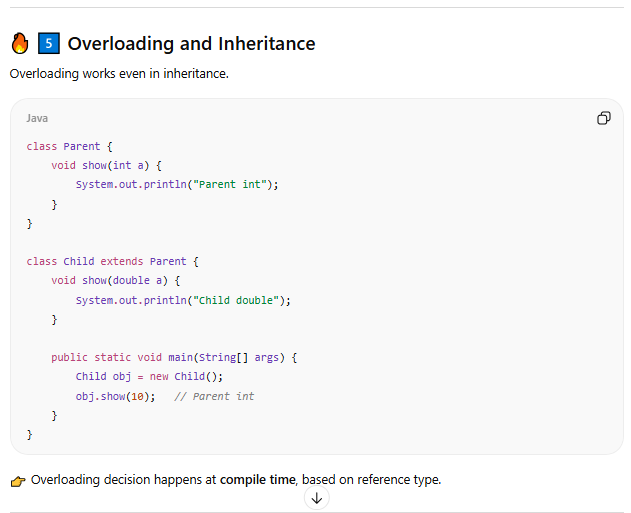 🔥 5️⃣ Overloading and Inheritance
Overloading works even in inheritance.
Java
class Parent {
    void show(int a) {
        System.out.println("Parent int");
    }
}

class Child extends Parent {
    void show(double a) {
        System.out.println("Child double");
    }

    public static void main(String[] args) {
        Child obj = new Child();
        obj.show(10);   // Parent int
    }
}
👉 Overloading decision happens at compile time, based on reference type.